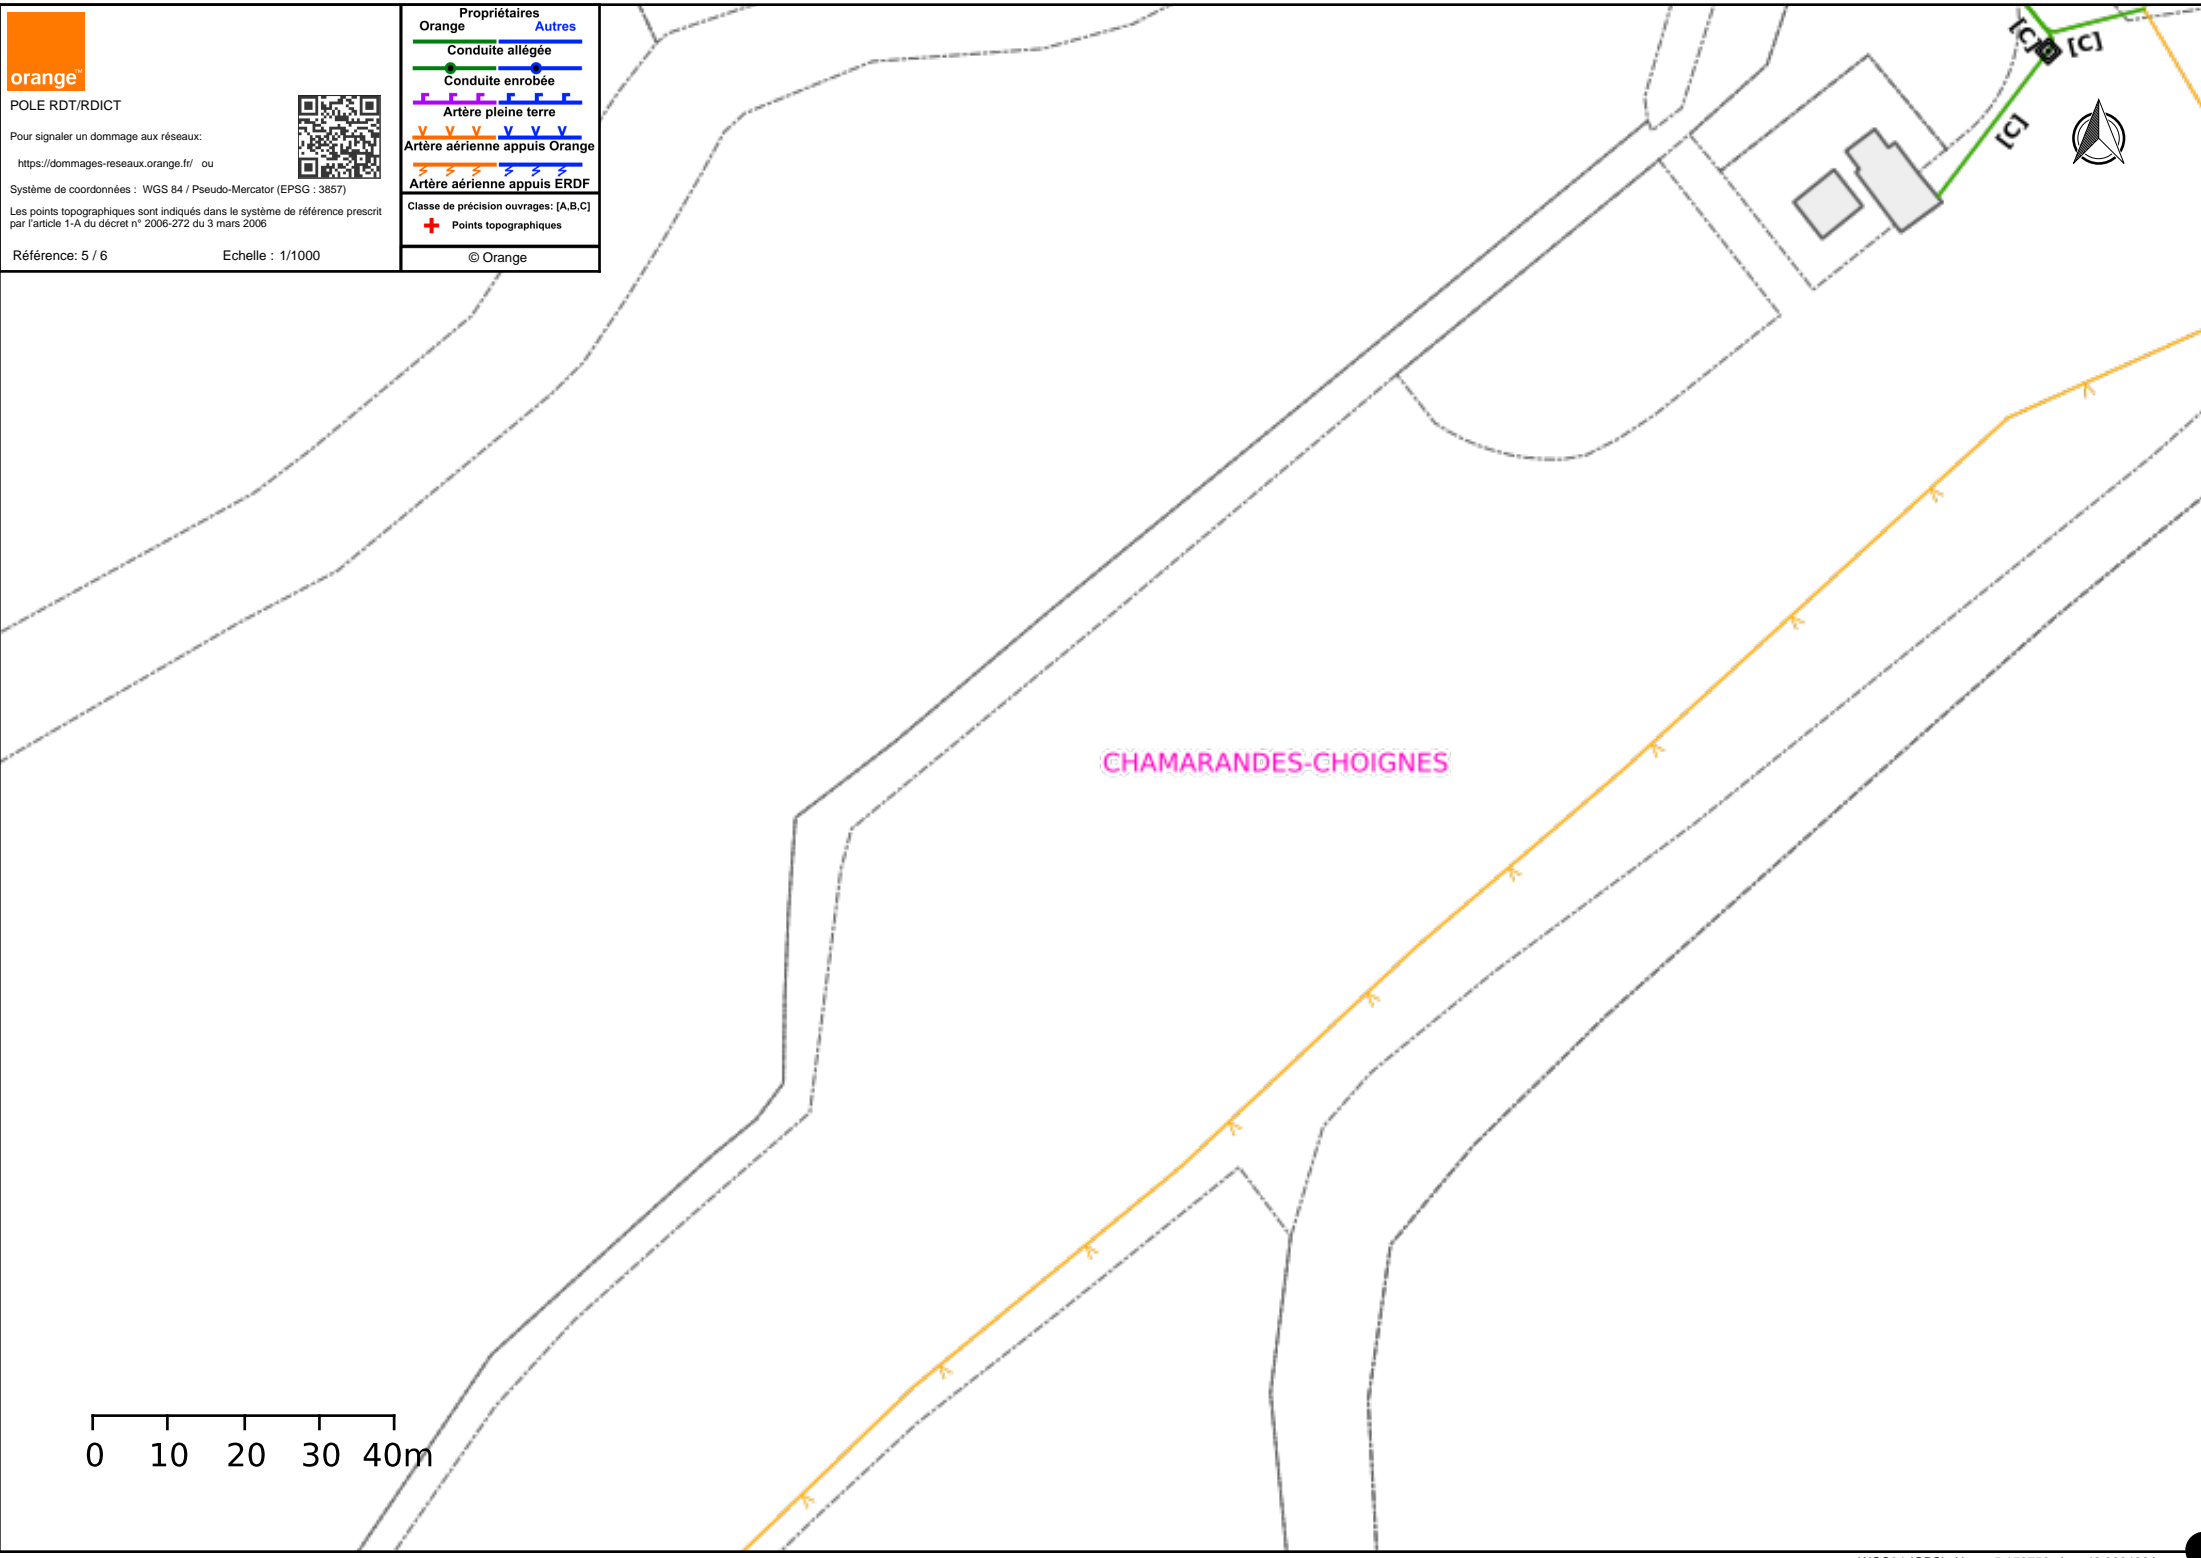 orange™
POLE RDT/RDICT
Pour signaler un dommage aux réseaux:
https://dommages-reseaux.orange.fr/ ou
Système de coordonnées : WGS 84 / Pseudo-Mercator (EPSG : 3857)
Les points topographiques sont indiqués dans le système de référence prescrit
par l'article 1-A du décret n° 2006-272 du 3 mars 2006
Référence: 5 / 6
Echelle : 1/1000
Propriétaires
Orange Autres
Conduite allégée
Conduite enrobée
Artère pleine terre
Artère aérienne appuis Orange
Artère aérienne appuis ERDF
Classe de précision ouvrages: [A,B,C]
Points topographiques
© Orange
[C]
[C]
[C]
CHAMARANDES-CHOIGNES
0 10 20 30 40m